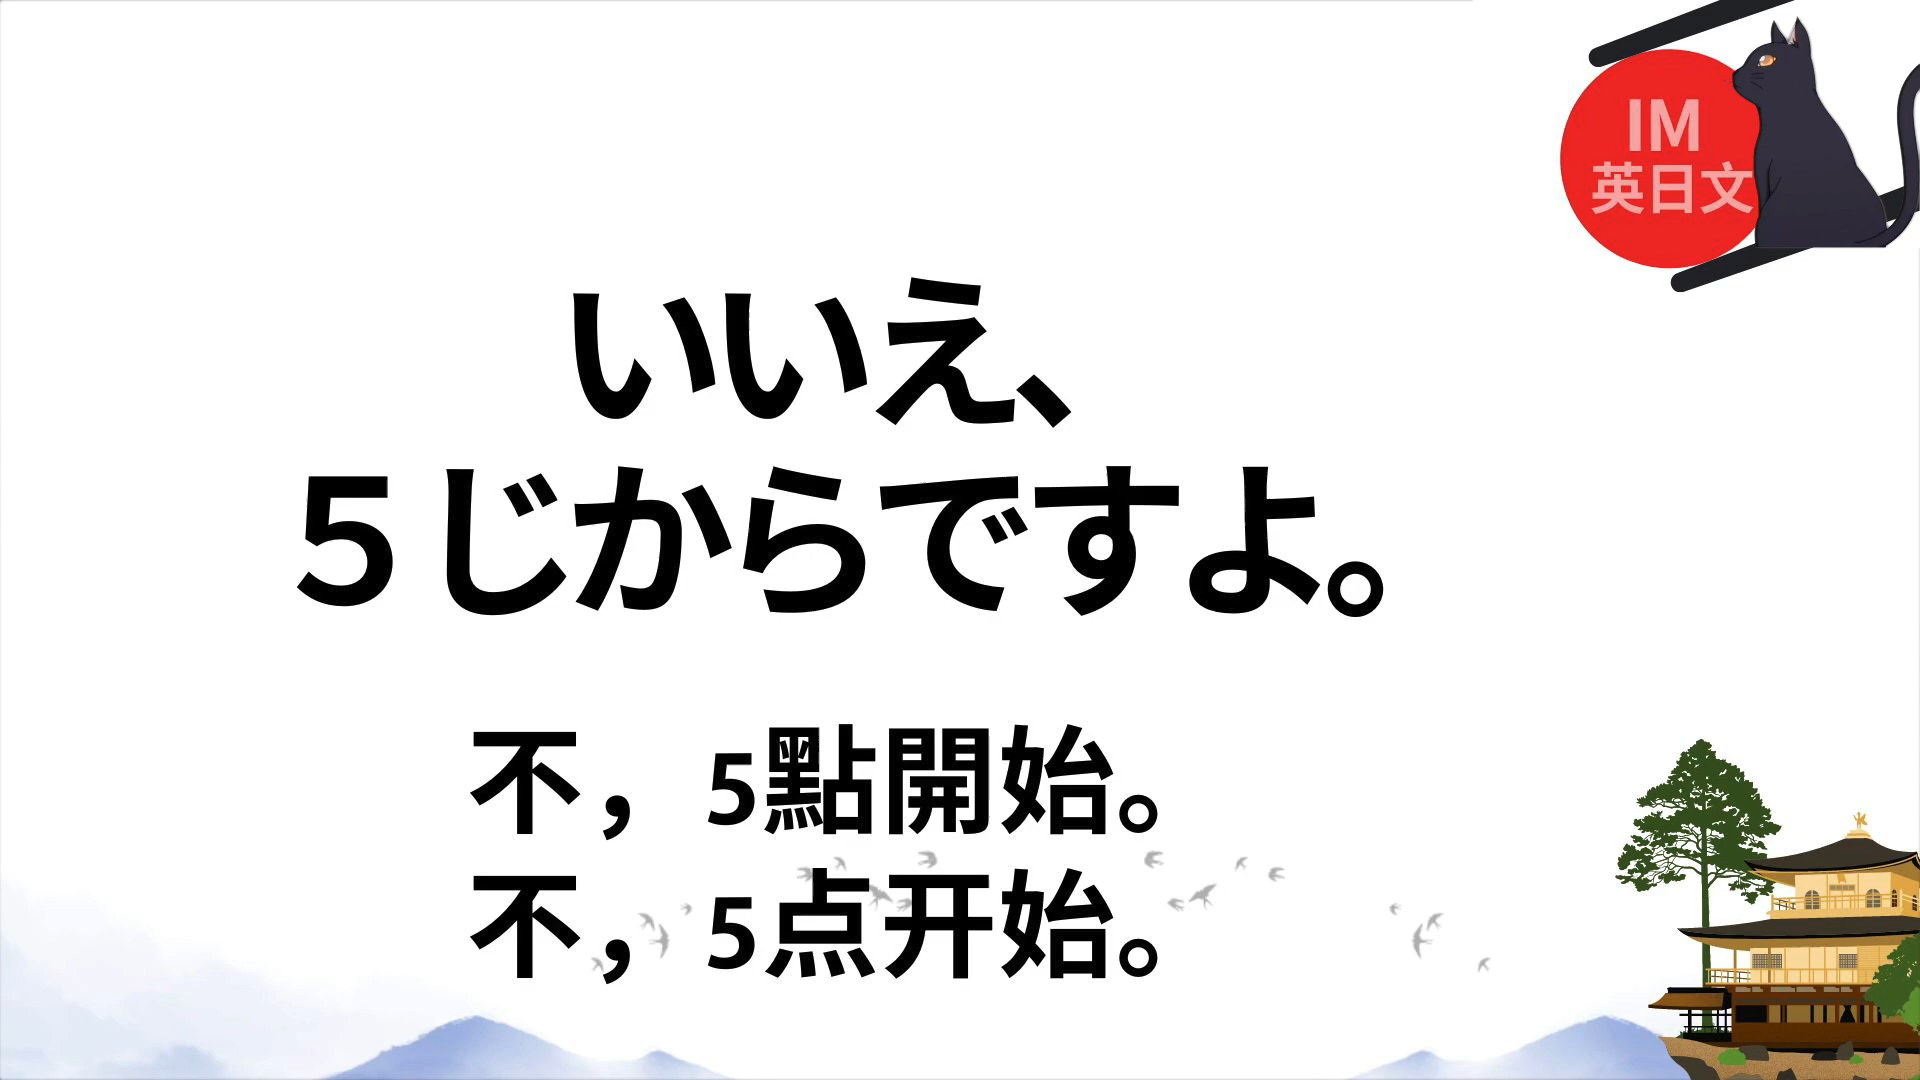 IM
英日文
いいえ、
５じからですよ。
不，5點開始。
不，5点开始。